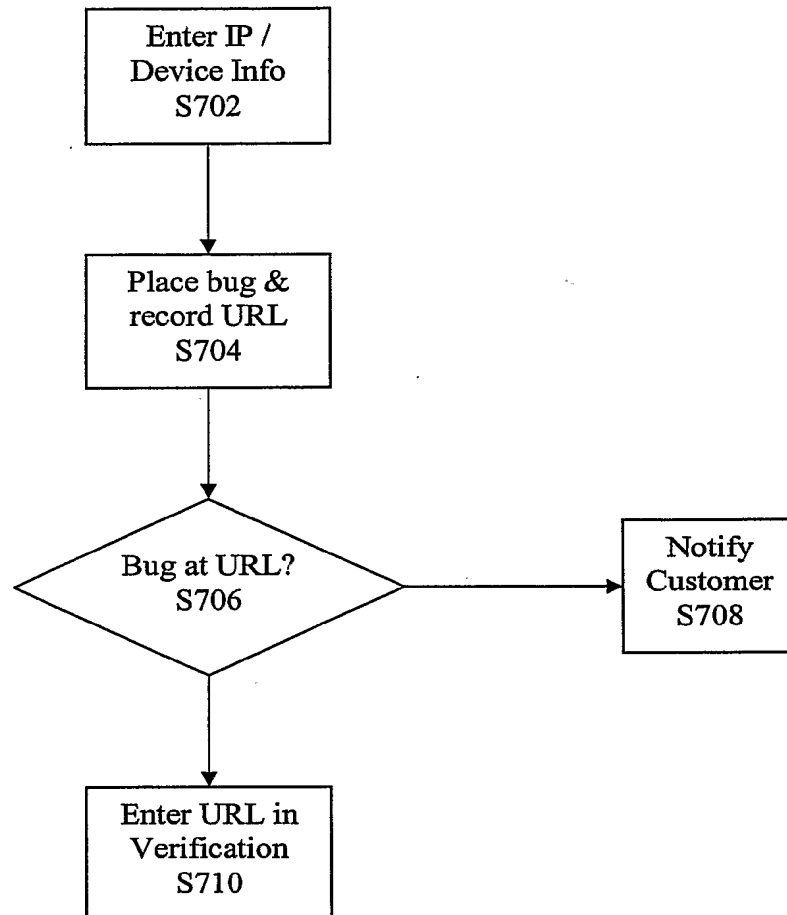 Enter IP /
Device Info
S702
Place bug &
record URL
S704
Bug at URL?
S706
Notify
Customer
S708
Enter URL in
Verification
S710